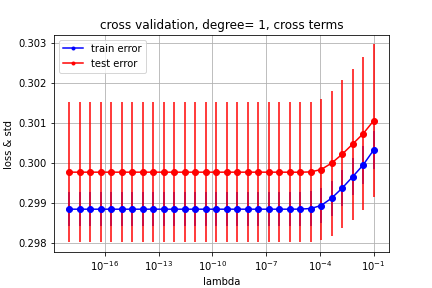 cross validation, degree= 1, cross terms
train error
test error
loss & std
0.303
0.302
0.301
0.300
0.299
0.298
10⁻¹⁶ 10⁻¹³ 10⁻¹⁰ 10⁻⁷ 10⁻⁴ 10⁻¹
lambda